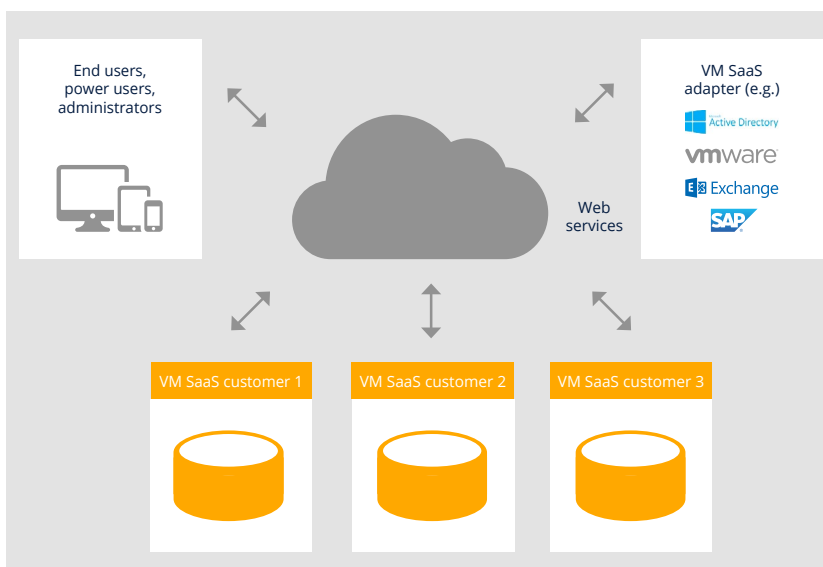 End users,
power users,
administrators
VM SaaS
adapter (e.g.)
Active Directory
vmware
E Exchange
SAP
Web
services
VM SaaS customer 1
VM SaaS customer 2
VM SaaS customer 3